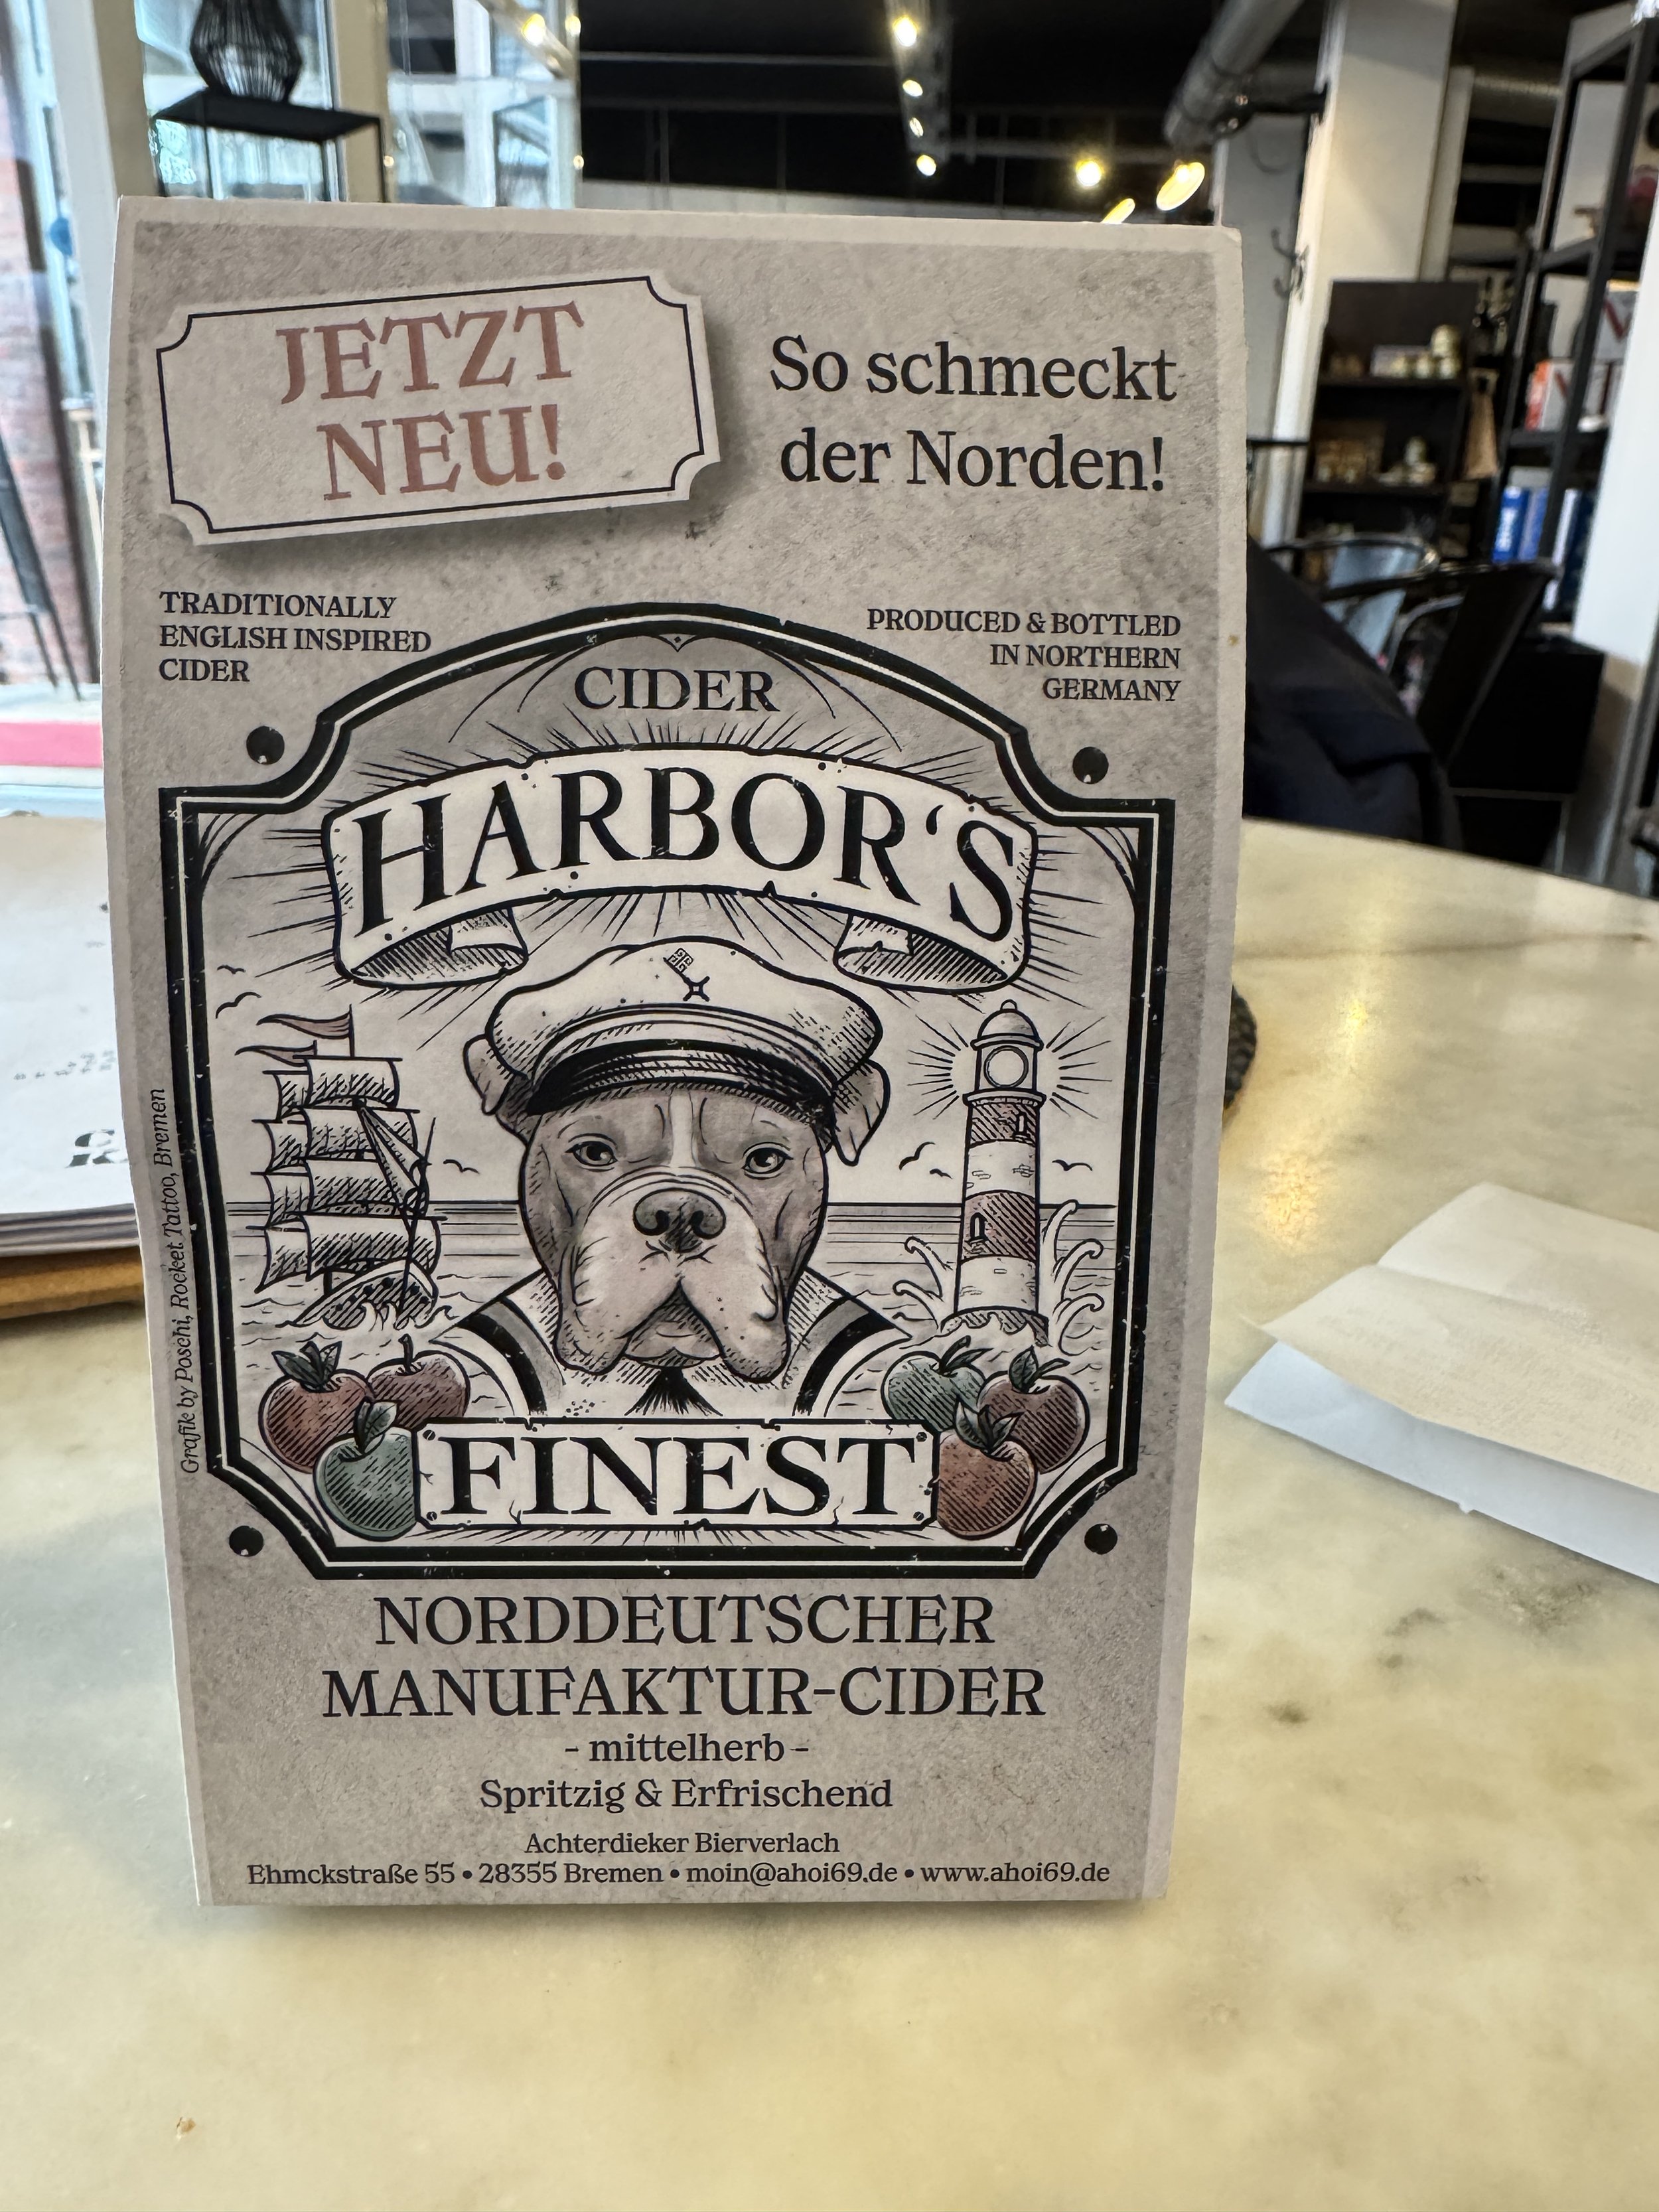 JETZT
NEU!
So schmeckt
der Norden!
TRADITIONALLY
ENGLISH INSPIRED
CIDER
PRODUCED & BOTTLED
IN NORTHERN
GERMANY
CIDER
HARBOR‘S
FINEST
Grafik by Poschi, Rocket Tattoo, Bremen
NORDDEUTSCHER
MANUFAKTUR-CIDER
- mittelherb -
Spritzig & Erfrischend
Achterdieker Bierverlach
Ehmckstraße 55 • 28355 Bremen • moin@ahoi69.de • www.ahoi69.de